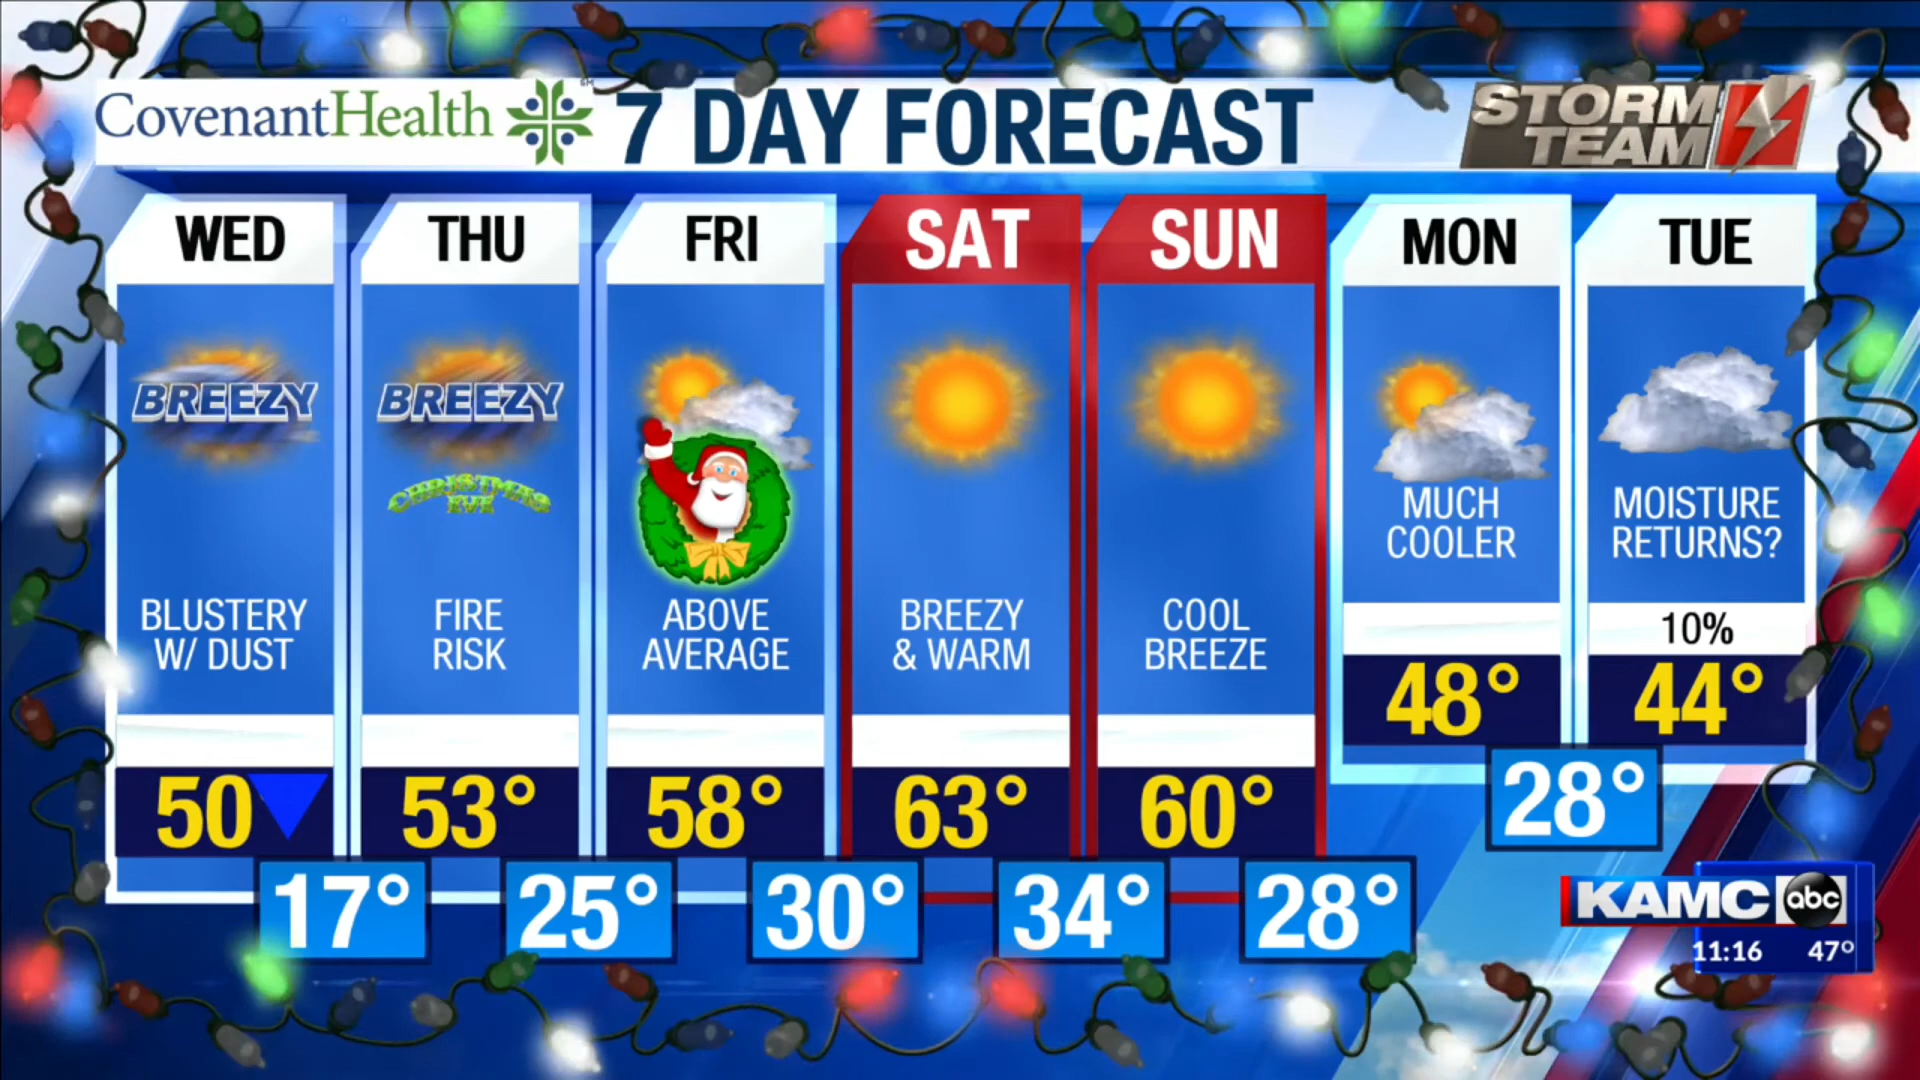 CovenantHealth SM
7 DAY FORECAST
STORM
TEAM
WED
THU
FRI
SAT
SUN
MON
TUE
BREEZY
BREEZY
CHRISTMAS
EVE
MUCH
COOLER
MOISTURE
RETURNS?
BLUSTERY
W/ DUST
FIRE
RISK
ABOVE
AVERAGE
BREEZY
& WARM
COOL
BREEZE
10%
48°
44°
50
53°
58°
63°
60°
28°
17°
25°
30°
34°
28°
KAMC abc
11:16 47°